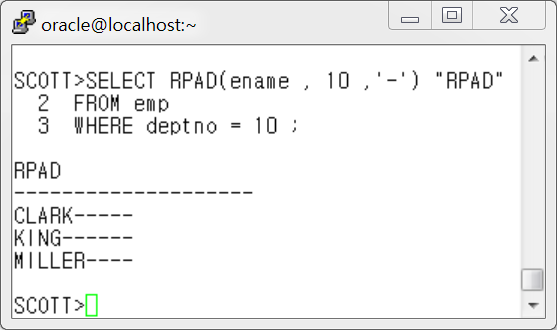 oracle@localhost:~
SCOTT>SELECT RPAD(ename , 10 ,'-') "RPAD"
  2  FROM emp
  3  WHERE deptno = 10 ;
RPAD
--------------------
CLARK-----
KING------
MILLER----
SCOTT>